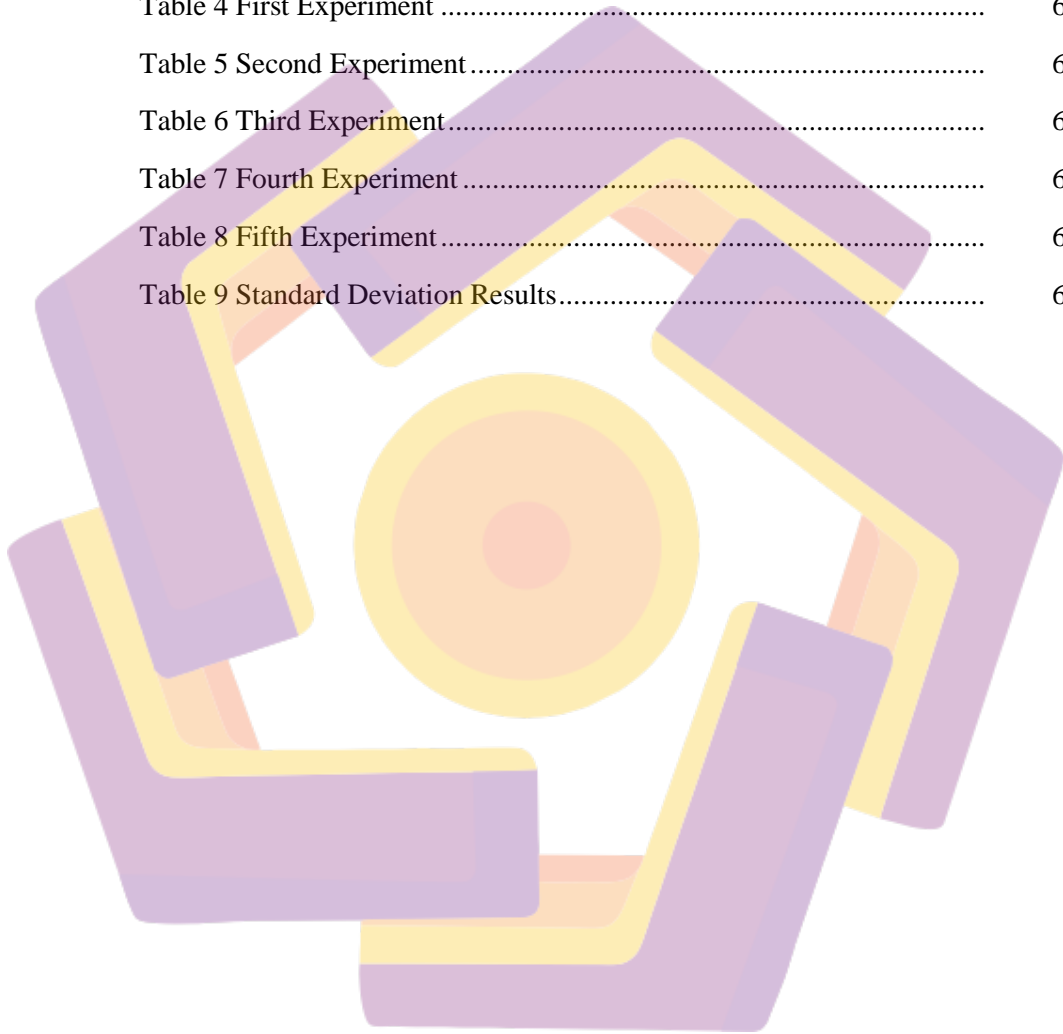 Table 4 First Experiment ........................................................................................ 6
Table 5 Second Experiment .................................................................................... 6
Table 6 Third Experiment ....................................................................................... 6
Table 7 Fourth Experiment ..................................................................................... 6
Table 8 Fifth Experiment ........................................................................................ 6
Table 9 Standard Deviation Results ....................................................................... 6